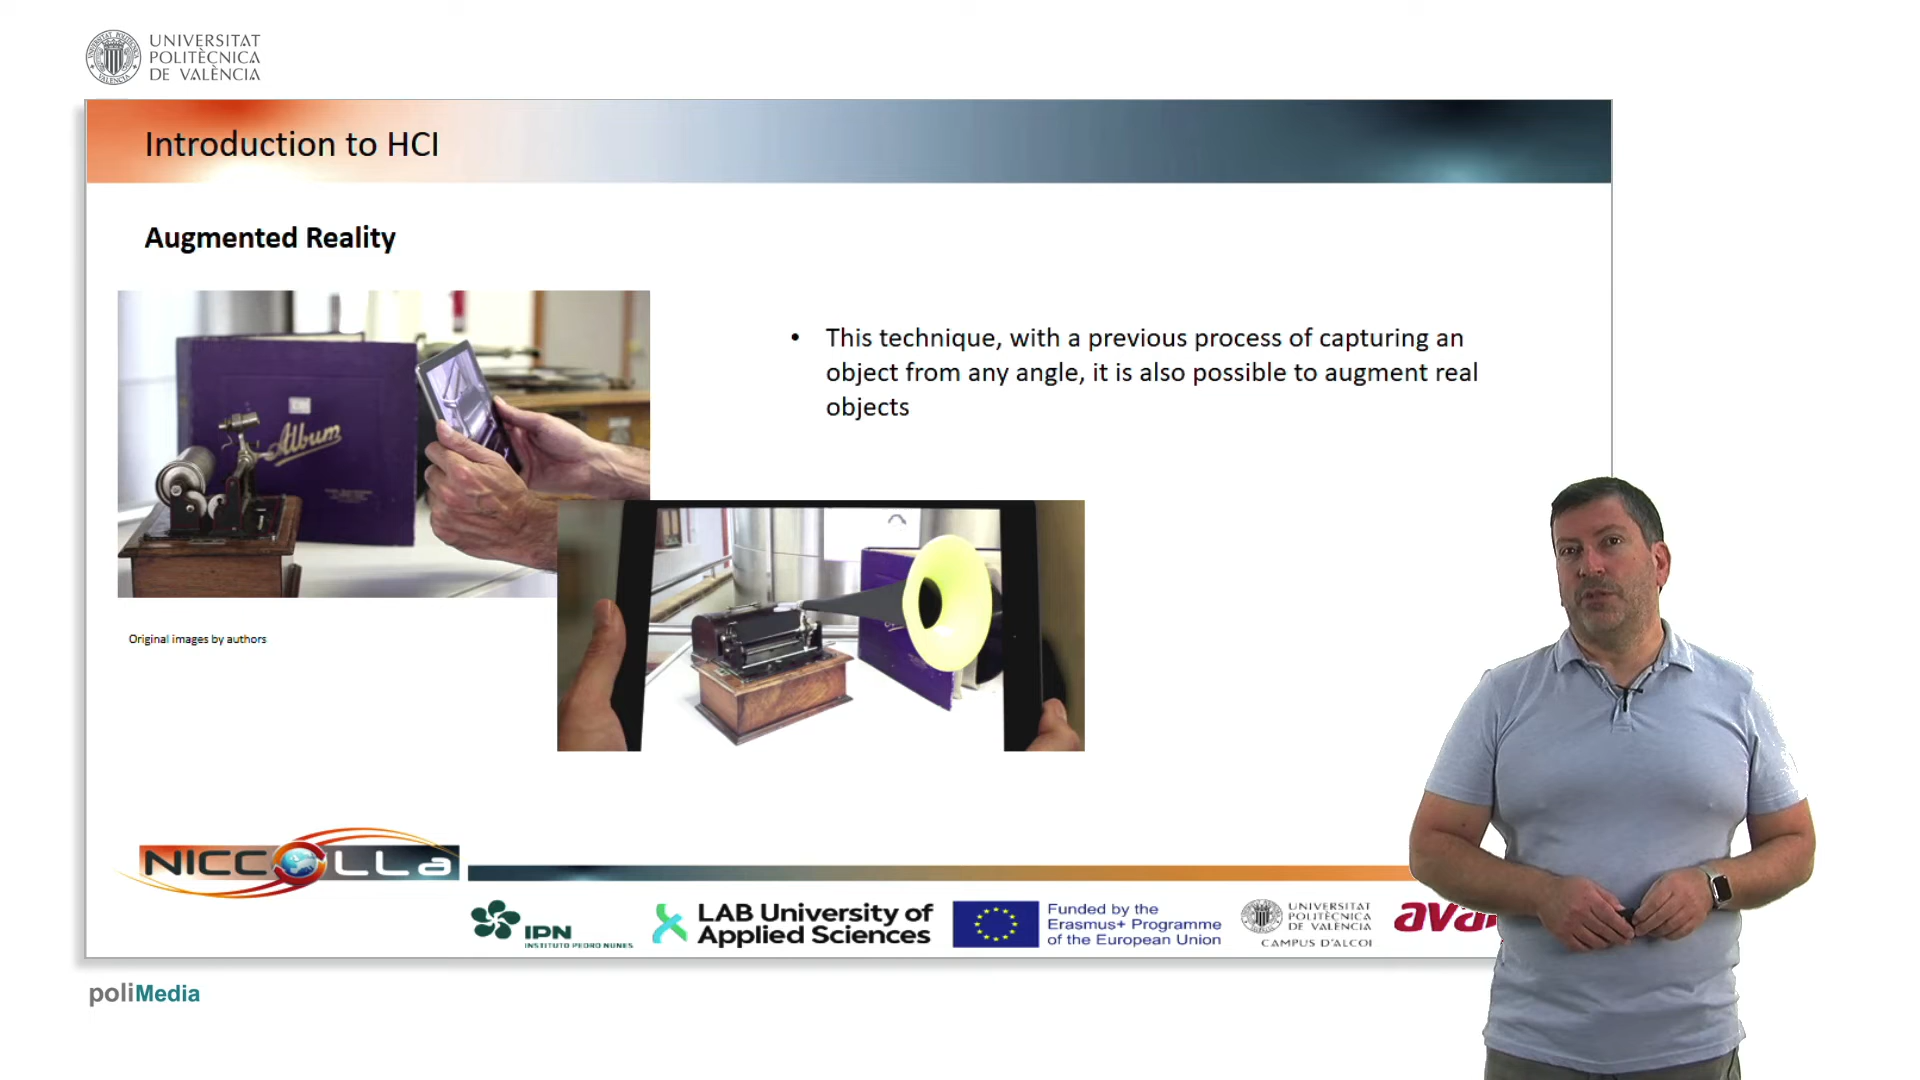 UNIVERSITAT
POLITÈCNICA
DE VALÈNCIA
Introduction to HCI
Augmented Reality
Album
• This technique, with a previous process of capturing an
object from any angle, it is also possible to augment real
objects
Original images by authors
NICCOLLa
IPN
INSTITUTO PEDRO NUNES
LAB University of
Applied Sciences
Funded by the
Erasmus+ Programme
of the European Union
UNIVERSITAT
POLITÈCNICA
DE VALÈNCIA
CAMPUS D'ALCOI
poliMedia